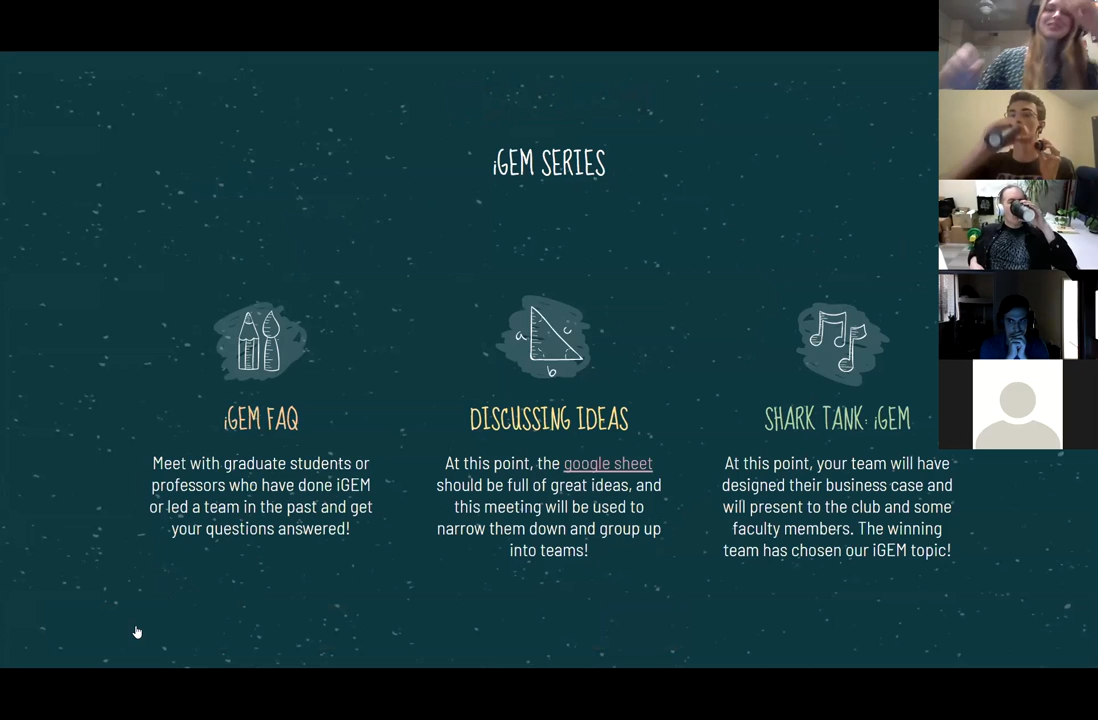 iGEM SERIES
a
c
b
iGEM FAQ
Meet with graduate students or
professors who have done iGEM
or led a team in the past and get
your questions answered!
DISCUSSING IDEAS
At this point, the google sheet
should be full of great ideas, and
this meeting will be used to
narrow them down and group up
into teams!
SHARK TANK: iGEM
At this point, your team will have
designed their business case and
will present to the club and some
faculty members. The winning
team has chosen our iGEM topic!